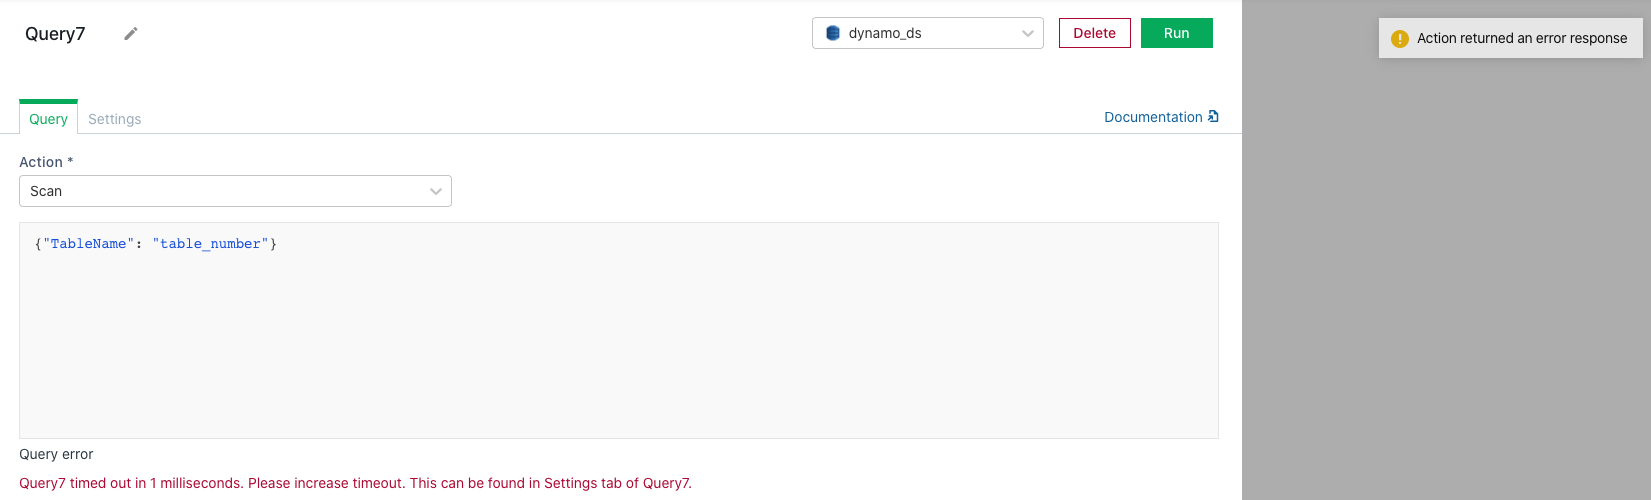 Query7
dynamo_ds
Delete
Run
Action returned an error response
Query
Settings
Documentation
Action *
Scan
{"TableName": "table_number"}
Query error
Query7 timed out in 1 milliseconds. Please increase timeout. This can be found in Settings tab of Query7.